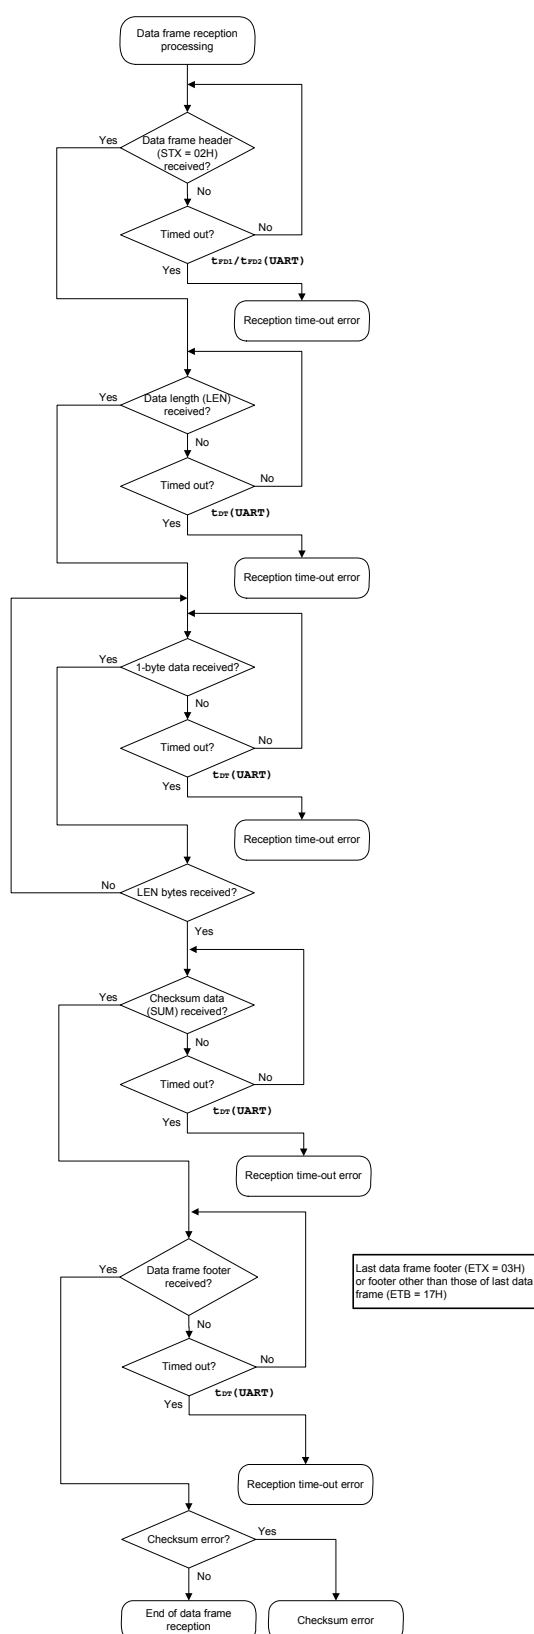 Data frame reception
processing
Yes
Data frame header
(STX = 02H)
received?
No
Timed out?
No
Yes
tFD1/tFD2(UART)
Reception time-out error
Yes
Data length (LEN)
received?
No
Timed out?
No
Yes
tDT(UART)
Reception time-out error
Yes
1-byte data received?
No
Timed out?
No
Yes
tDT(UART)
Reception time-out error
No
LEN bytes received?
Yes
Yes
Checksum data
(SUM) received?
No
Timed out?
No
Yes
tDT(UART)
Reception time-out error
Yes
Data frame footer
received?
No
Last data frame footer (ETX = 03H)
or footer other than those of last data
frame (ETB = 17H)
Timed out?
No
Yes
tDT(UART)
Reception time-out error
Checksum error?
Yes
No
End of data frame
reception
Checksum error